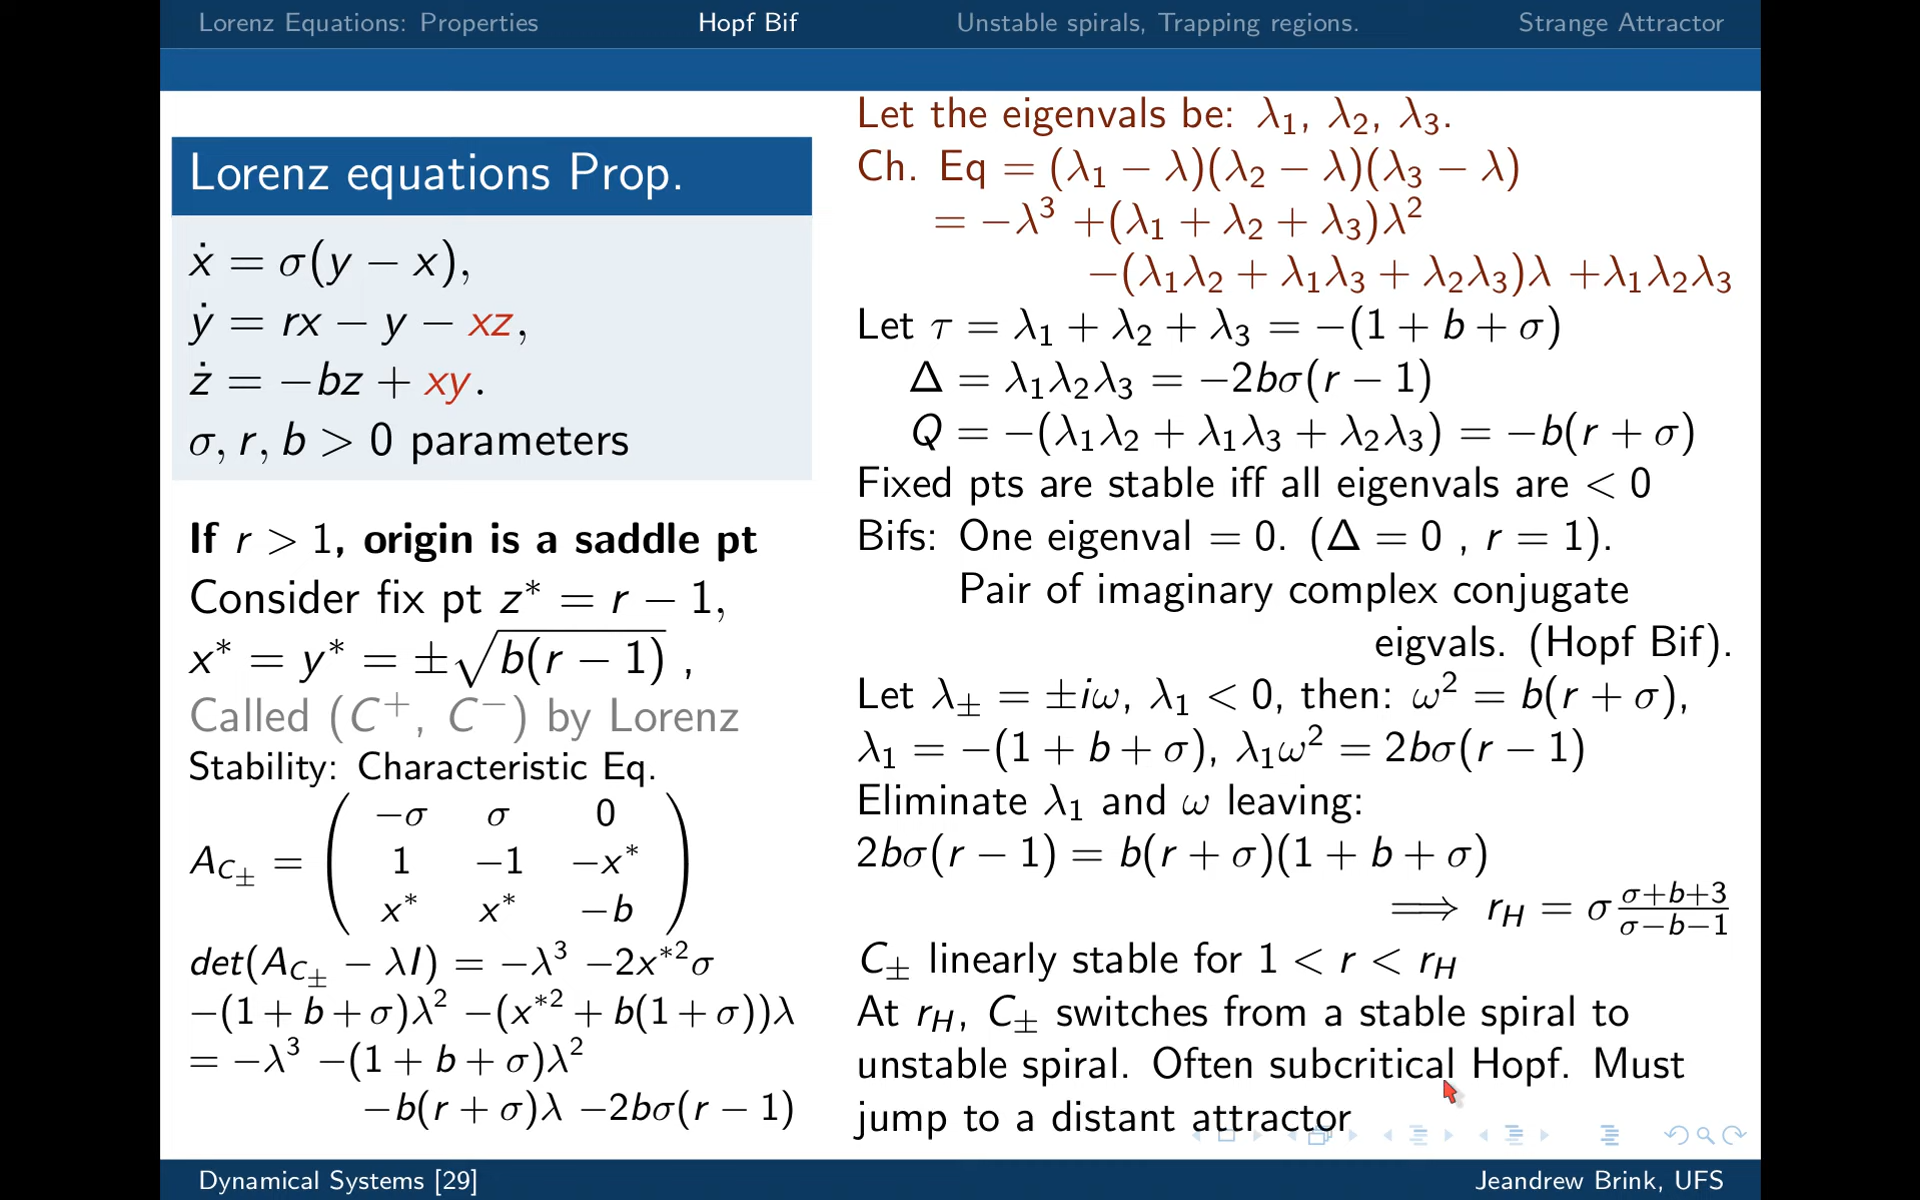 Lorenz Equations: Properties
Hopf Bif
Unstable spirals, Trapping regions.
Strange Attractor
Lorenz equations Prop.
ẋ = σ(y − x),
ẏ = rx − y − xz,
ż = −bz + xy.
σ, r, b > 0 parameters
If r > 1, origin is a saddle pt
Consider fix pt z* = r − 1,
x* = y* = ±√(b(r − 1)) ,
Called (C⁺, C⁻) by Lorenz
Stability: Characteristic Eq.
−σ σ 0
A_{C±} = 1 −1 −x*
x* x* −b
det(A_{C±} − λI) = −λ³ −2x*²σ
−(1 + b + σ)λ² −(x*² + b(1 + σ))λ
= −λ³ −(1 + b + σ)λ²
−b(r + σ)λ −2bσ(r − 1)
Let the eigenvals be: λ₁, λ₂, λ₃.
Ch. Eq = (λ₁ − λ)(λ₂ − λ)(λ₃ − λ)
= −λ³ +(λ₁ + λ₂ + λ₃)λ²
−(λ₁λ₂ + λ₁λ₃ + λ₂λ₃)λ +λ₁λ₂λ₃
Let τ = λ₁ + λ₂ + λ₃ = −(1 + b + σ)
Δ = λ₁λ₂λ₃ = −2bσ(r − 1)
Q = −(λ₁λ₂ + λ₁λ₃ + λ₂λ₃) = −b(r + σ)
Fixed pts are stable iff all eigenvals are < 0
Bifs: One eigenval = 0. (Δ = 0 , r = 1).
Pair of imaginary complex conjugate
eigvals. (Hopf Bif).
Let λ± = ±iω, λ₁ < 0, then: ω² = b(r + σ),
λ₁ = −(1 + b + σ), λ₁ω² = 2bσ(r − 1)
Eliminate λ₁ and ω leaving:
2bσ(r − 1) = b(r + σ)(1 + b + σ)
⟹ r_H = σ (σ+b+3)/(σ−b−1)
C± linearly stable for 1 < r < r_H
At r_H, C± switches from a stable spiral to
unstable spiral. Often subcritical Hopf. Must
jump to a distant attractor
Dynamical Systems [29]
Jeandrew Brink, UFS